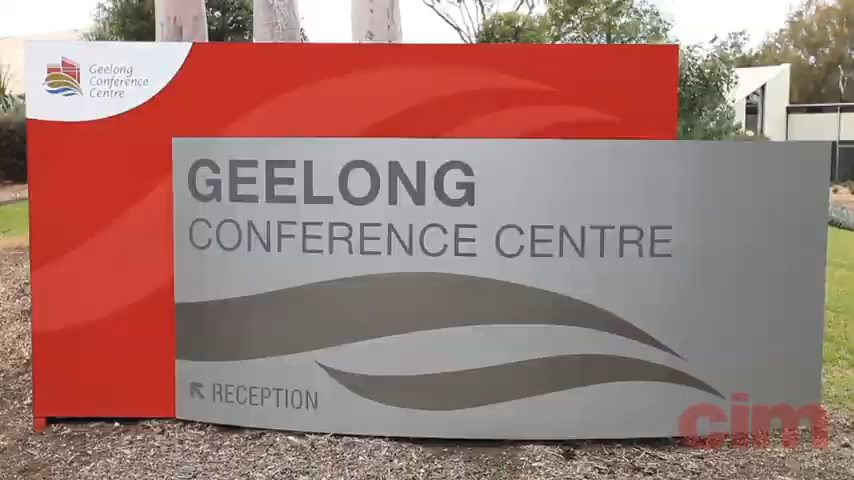 Geelong
Conference
Centre
GEELONG
CONFERENCE CENTRE
RECEPTION
cim